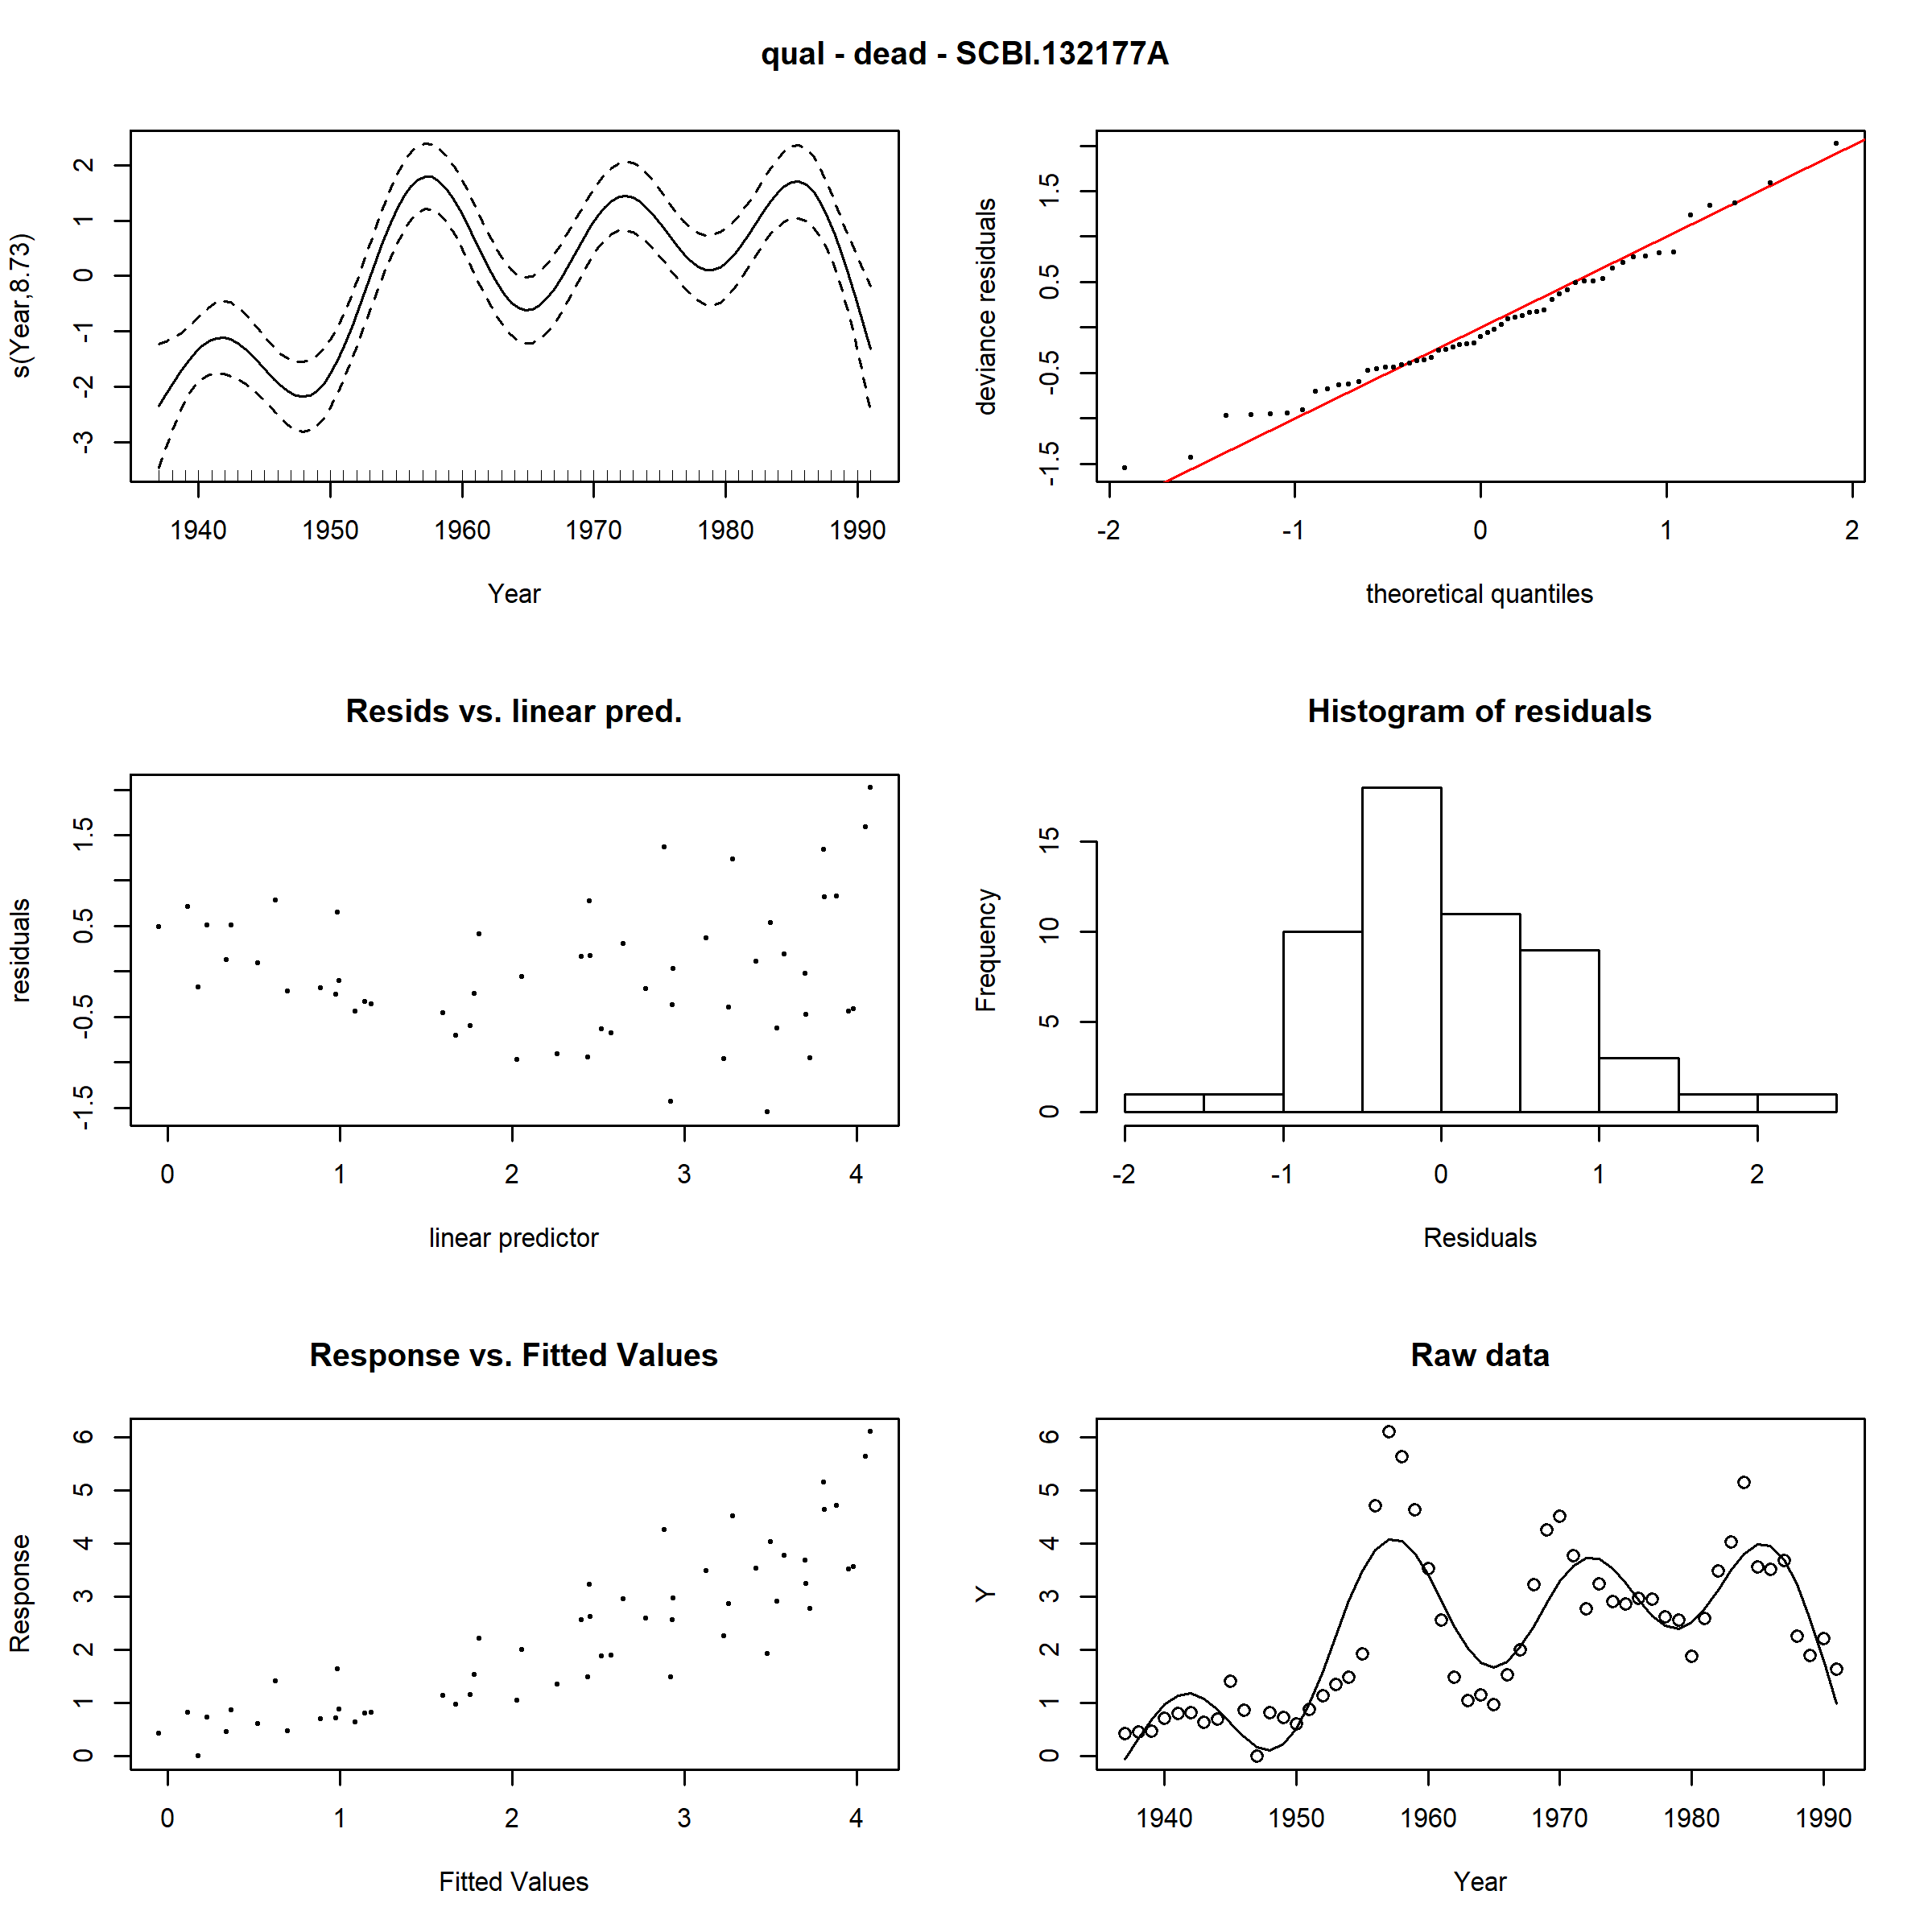 qual - dead - SCBI.132177A
s(Year,8.73)
2
1
0
-1
-2
-3
1940 1950 1960 1970 1980 1990
Year
deviance residuals
1.5
0.5
-0.5
-1.5
-2 -1 0 1 2
theoretical quantiles
Resids vs. linear pred.
residuals
1.5
0.5
-0.5
-1.5
0 1 2 3 4
linear predictor
Histogram of residuals
Frequency
15
10
5
0
-2 -1 0 1 2
Residuals
Response vs. Fitted Values
Response
6
5
4
3
2
1
0
0 1 2 3 4
Fitted Values
Raw data
Y
6
5
4
3
2
1
0
1940 1950 1960 1970 1980 1990
Year